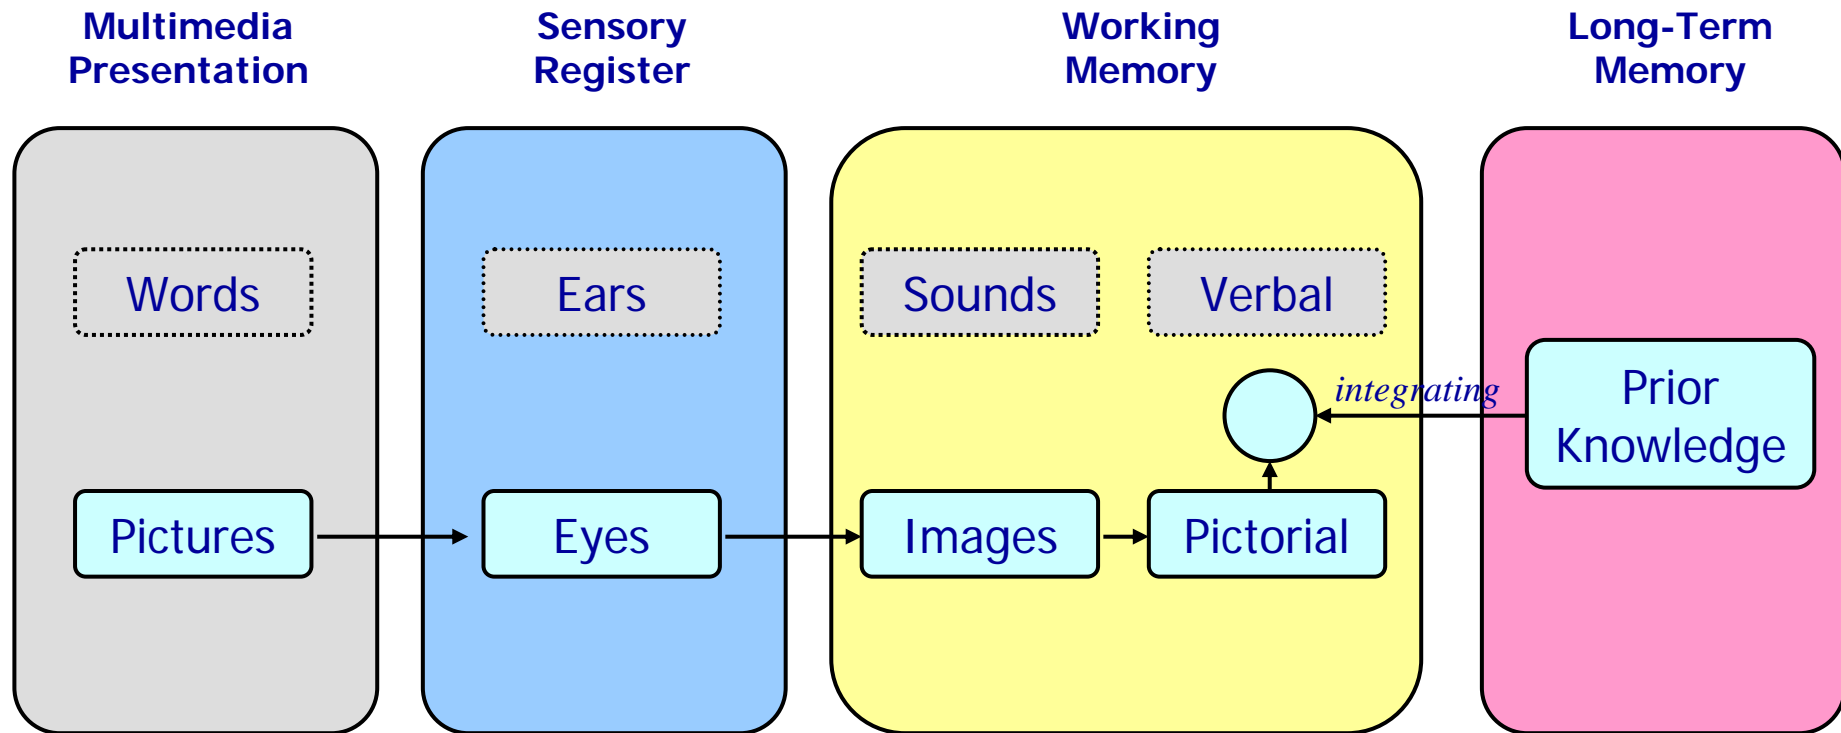 Multimedia
Presentation
Sensory
Register
Working
Memory
Long-Term
Memory
Words
Ears
Sounds
Verbal
integrating
Prior
Knowledge
Pictures
Eyes
Images
Pictorial